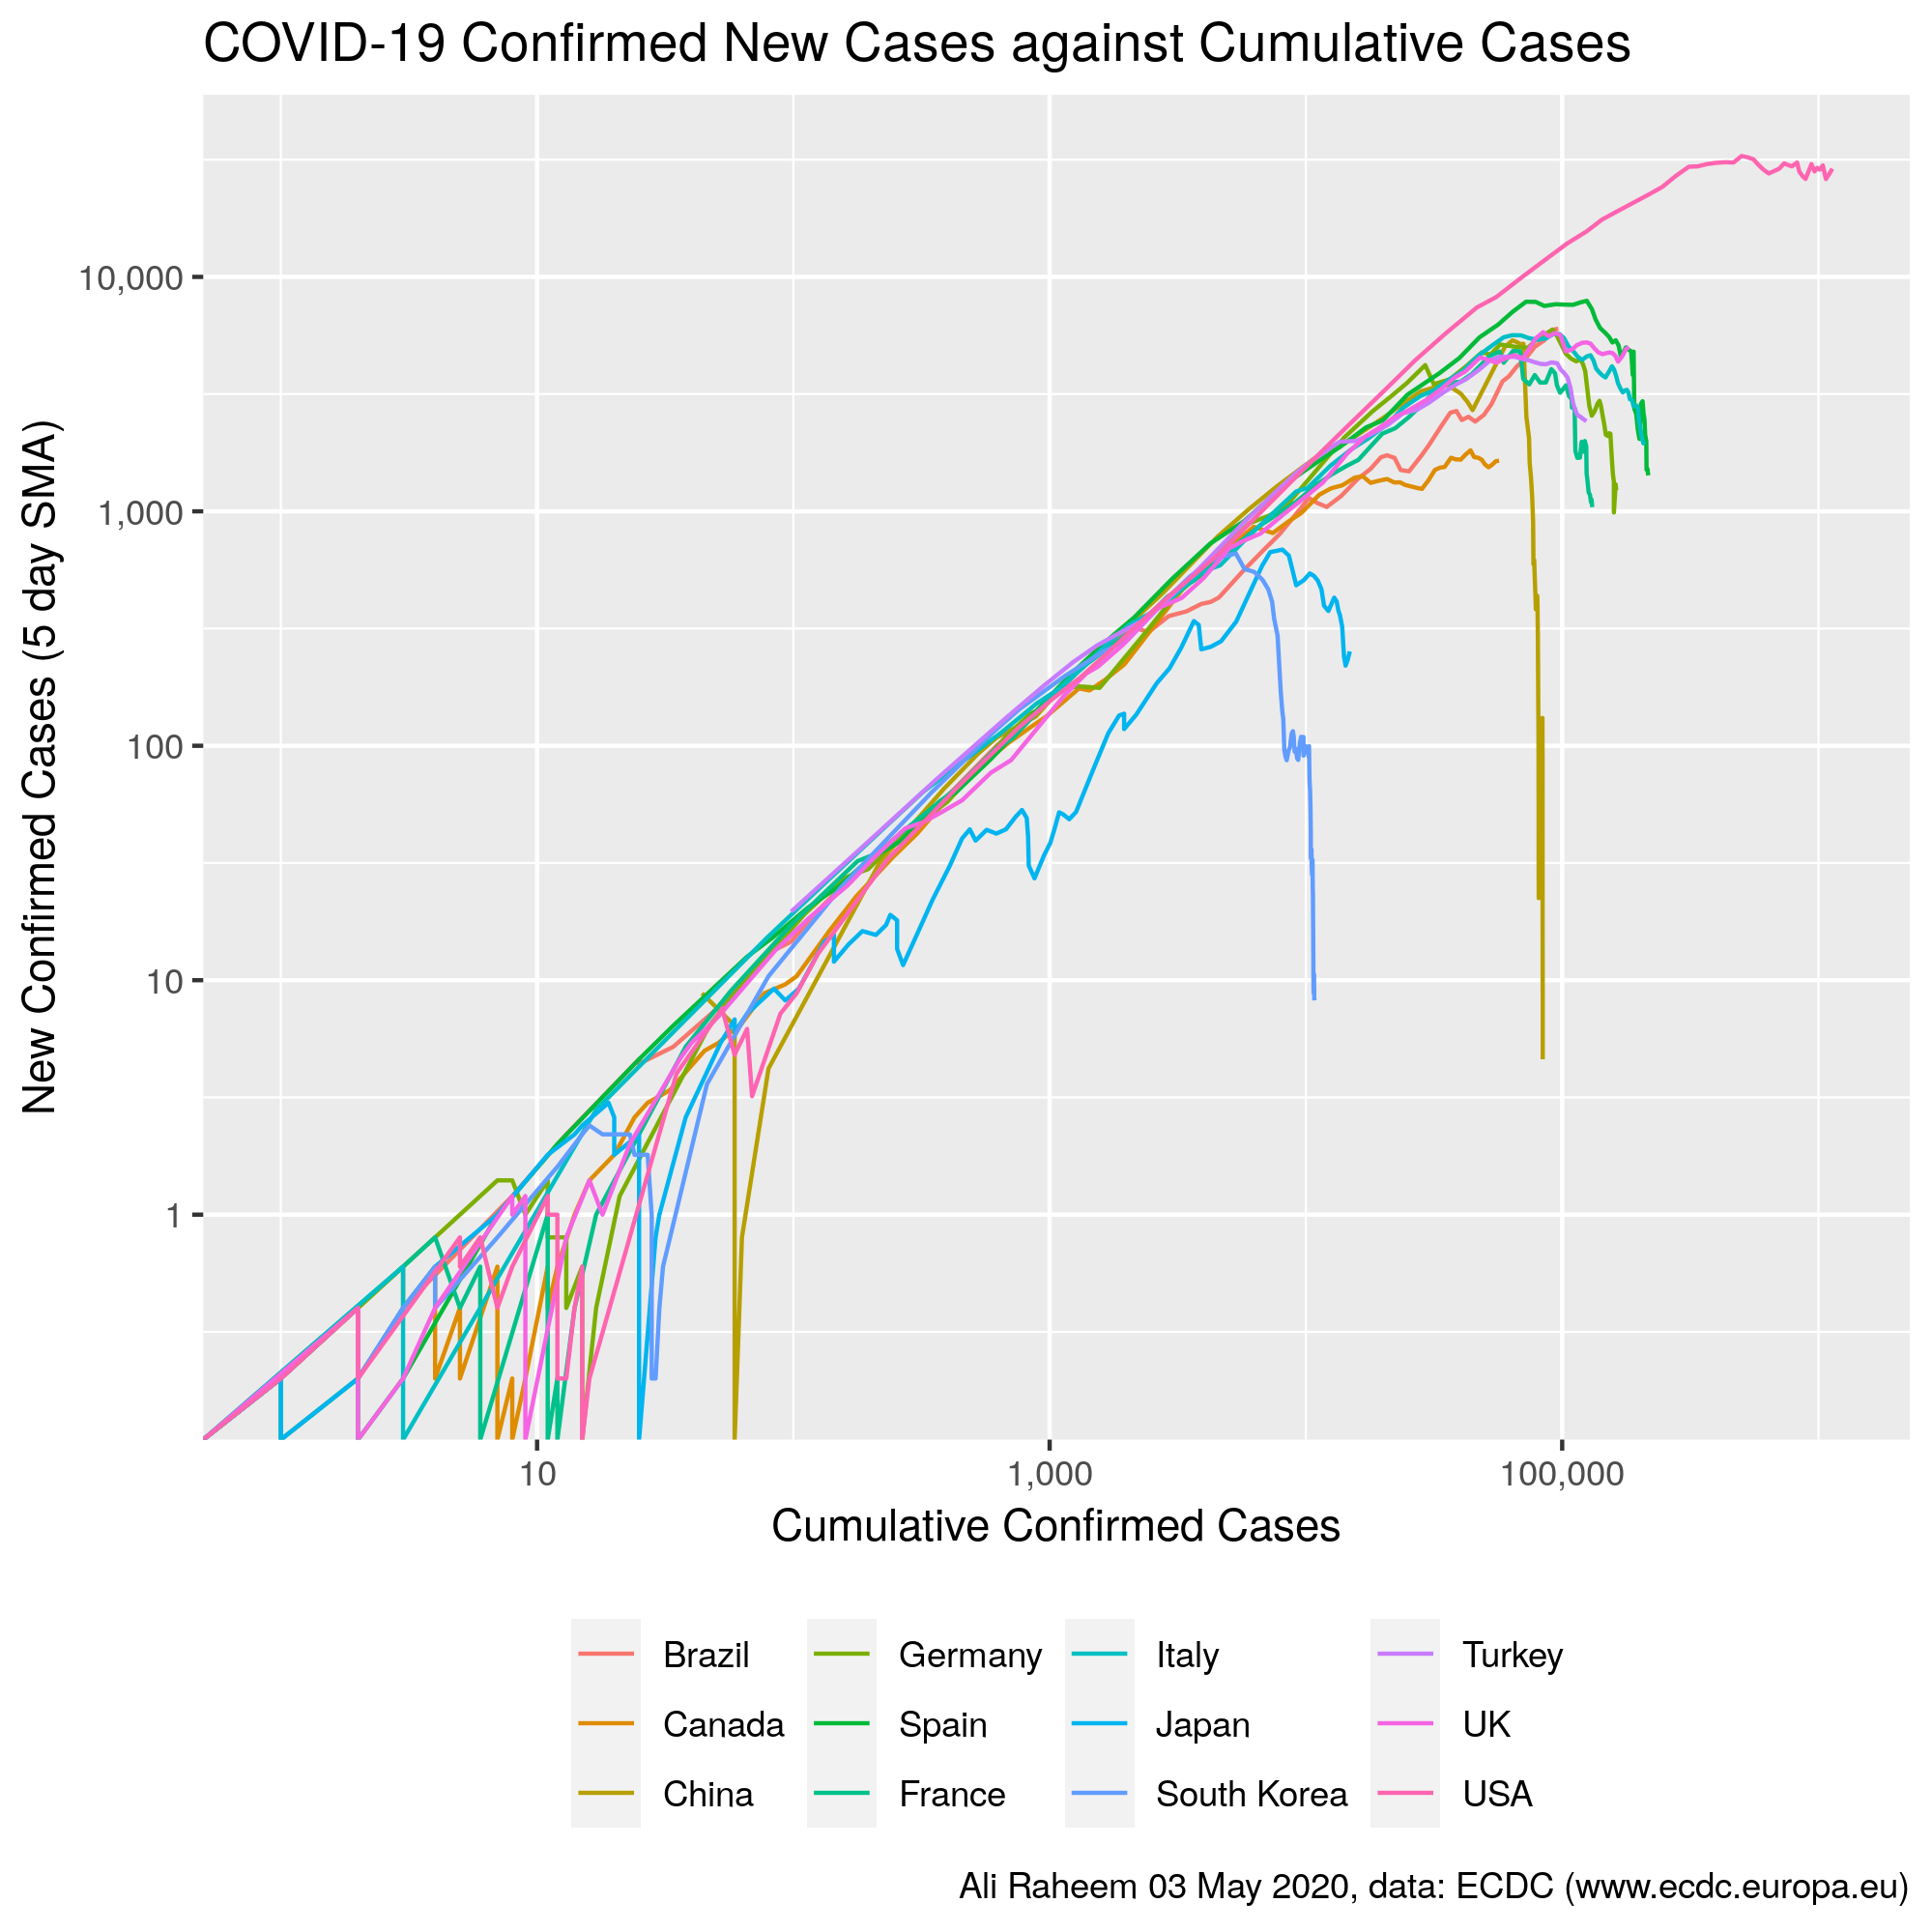 COVID-19 Confirmed New Cases against Cumulative Cases
New Confirmed Cases (5 day SMA)
10,000
1,000
100
10
1
10
1,000
100,000
Cumulative Confirmed Cases
Brazil
Canada
China
Germany
Spain
France
Italy
Japan
South Korea
Turkey
UK
USA
Ali Raheem 03 May 2020, data: ECDC (www.ecdc.europa.eu)